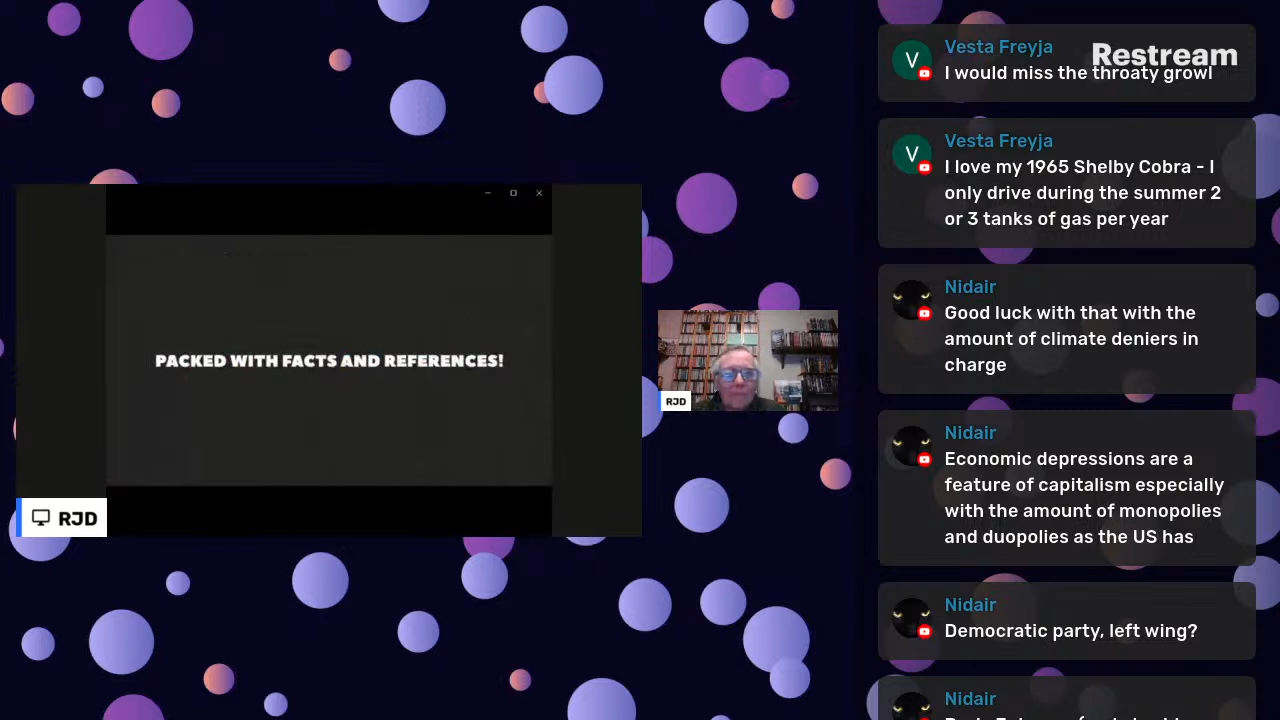 Vesta Freyja
Restream
I would miss the throaty growl
V
Vesta Freyja
I love my 1965 Shelby Cobra - I
only drive during the summer 2
or 3 tanks of gas per year
V
Nidair
Good luck with that with the
amount of climate deniers in
charge
PACKED WITH FACTS AND REFERENCES!
RJD
Nidair
Economic depressions are a
feature of capitalism especially
with the amount of monopolies
and duopolies as the US has
RJD
Nidair
Democratic party, left wing?
Nidair